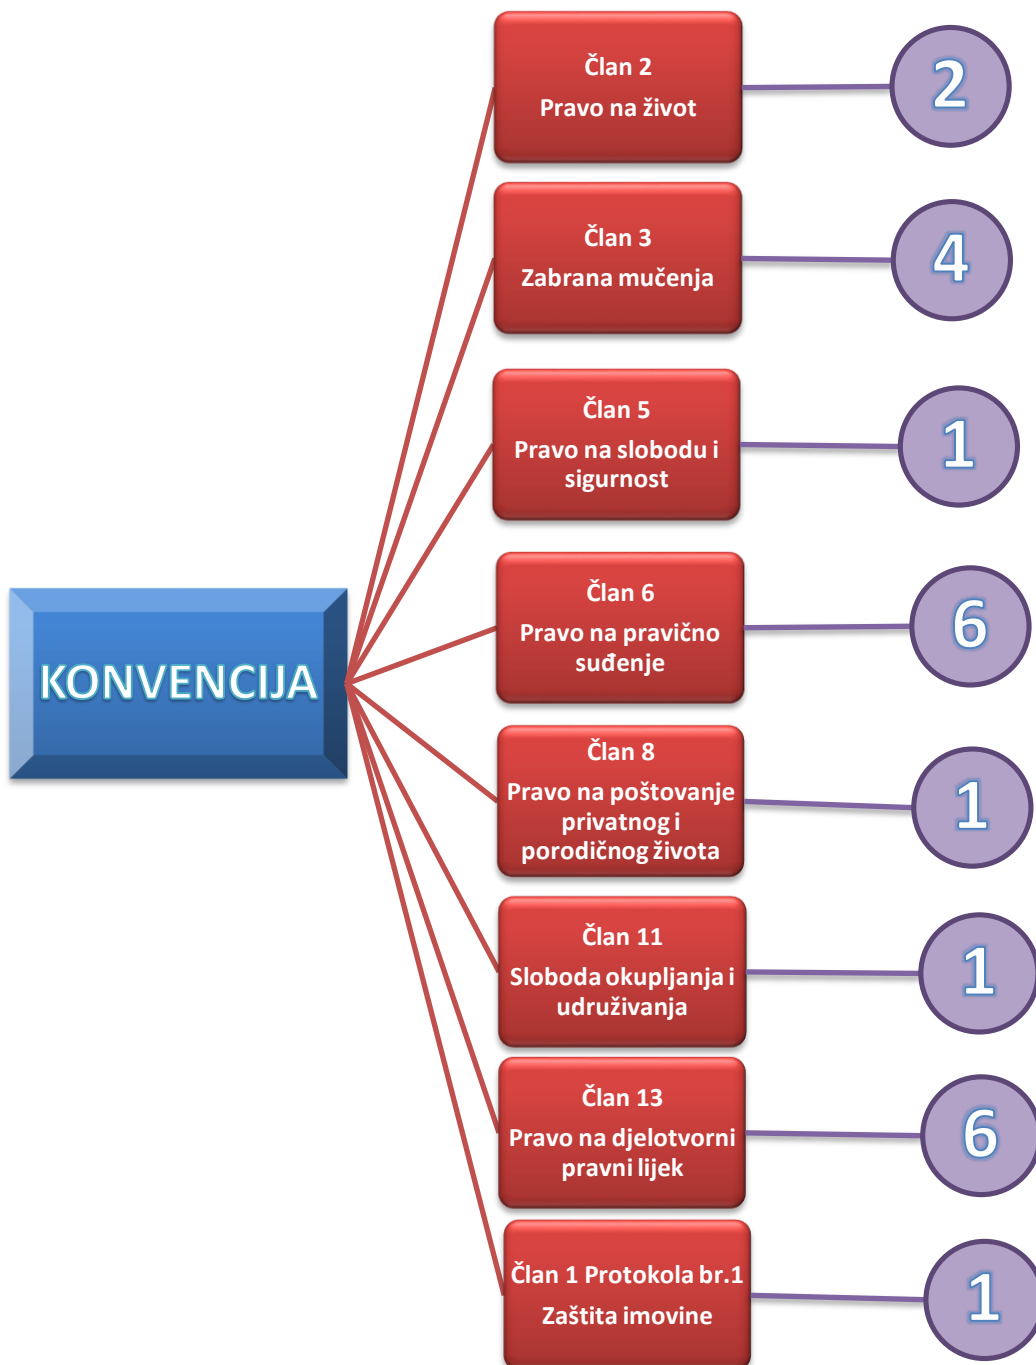 Član 2
Pravo na život
2
Član 3
Zabrana mučenja
4
Član 5
Pravo na slobodu i
sigurnost
1
Član 6
Pravo na pravično
suđenje
6
KONVENCIJA
Član 8
Pravo na poštovanje
privatnog i
porodičnog života
1
Član 11
Sloboda okupljanja i
udruživanja
1
Član 13
Pravo na djelotvorni
pravni lijek
6
Član 1 Protokola br.1
Zaštita imovine
1